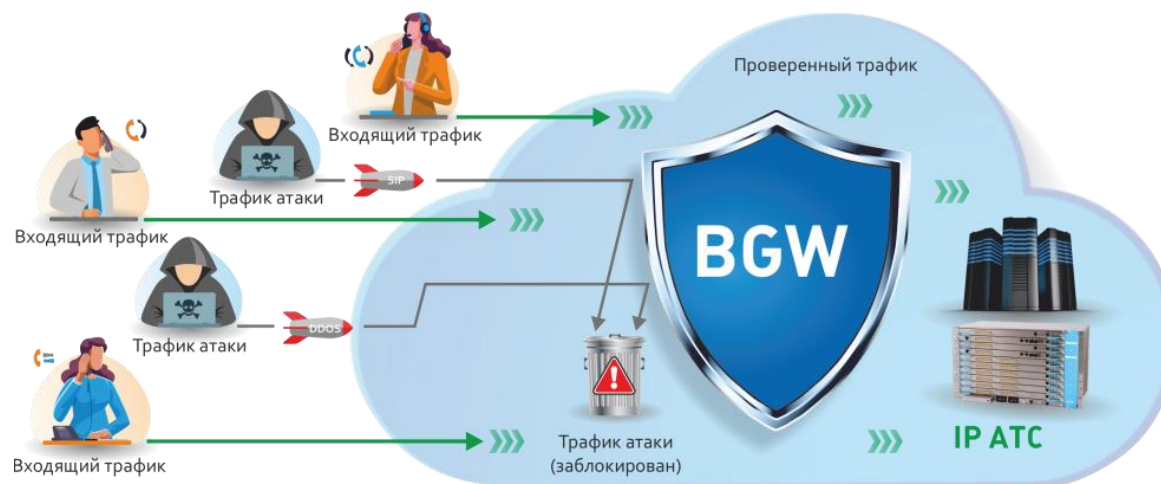 Проверенный трафик
Входящий трафик
SIP
Трафик атаки
Входящий трафик
BGW
DDOS
Трафик атаки
Входящий трафик
Трафик атаки
(заблокирован)
IP АТС